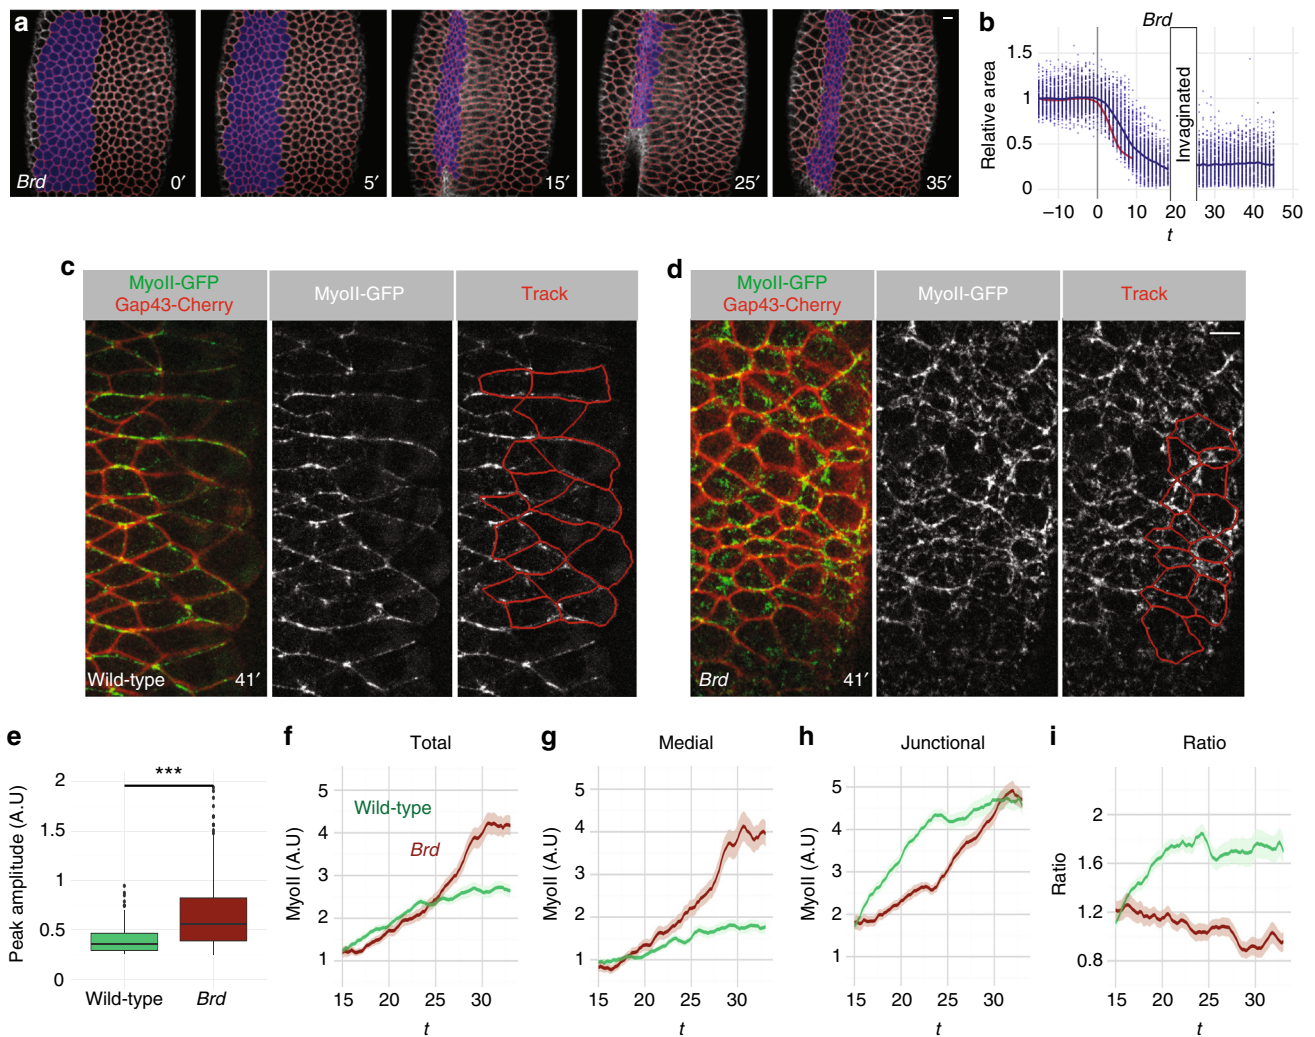 a
Brd
0′
5′
15′
25′
35′
b
Brd
Relative area
1.5
1
0.5
0
Invaginated
−10 0 10 20 30 40 50
t
c
MyoII-GFP
Gap43-Cherry
MyoII-GFP
Track
Wild-type
41′
d
MyoII-GFP
Gap43-Cherry
MyoII-GFP
Track
Brd
41′
e
Peak amplitude (A.U)
2
1.5
1
0.5
0
***
Wild-type
Brd
f
Total
MyoII (A.U)
5
4
3
2
1
Wild-type
Brd
15 20 25 30
t
g
Medial
MyoII (A.U)
5
4
3
2
1
15 20 25 30
t
h
Junctional
MyoII (A.U)
5
4
3
2
1
15 20 25 30
t
i
Ratio
Ratio
2
1.6
1.2
0.8
15 20 25 30
t